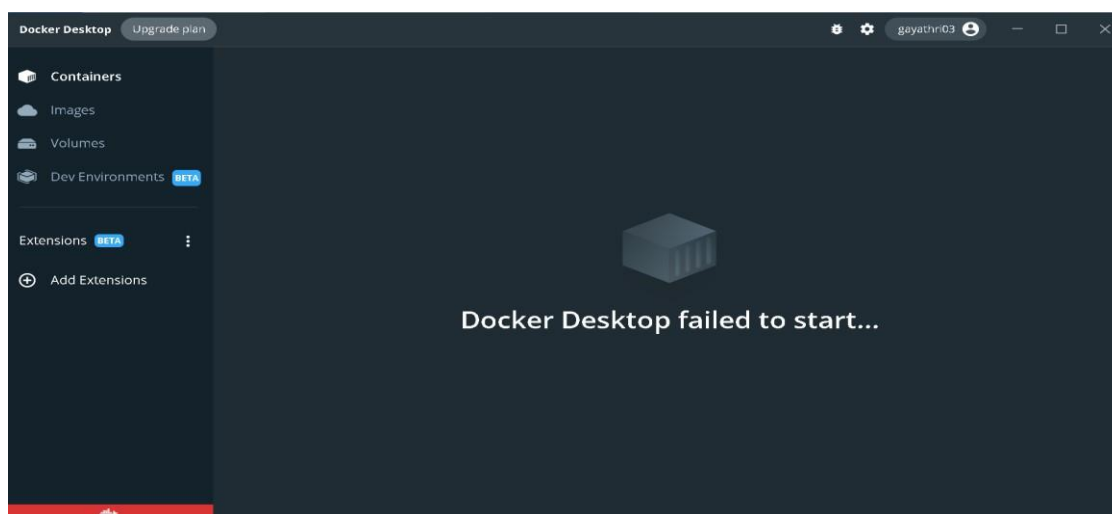 Docker Desktop Upgrade plan gayathri03
Containers
Images
Volumes
Dev Environments BETA
Extensions BETA
Add Extensions
Docker Desktop failed to start...